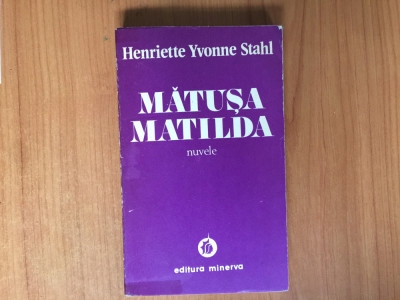 Henriette Yvonne Stahl
MĂTUȘA
MATILDA
nuvele
editura minerva